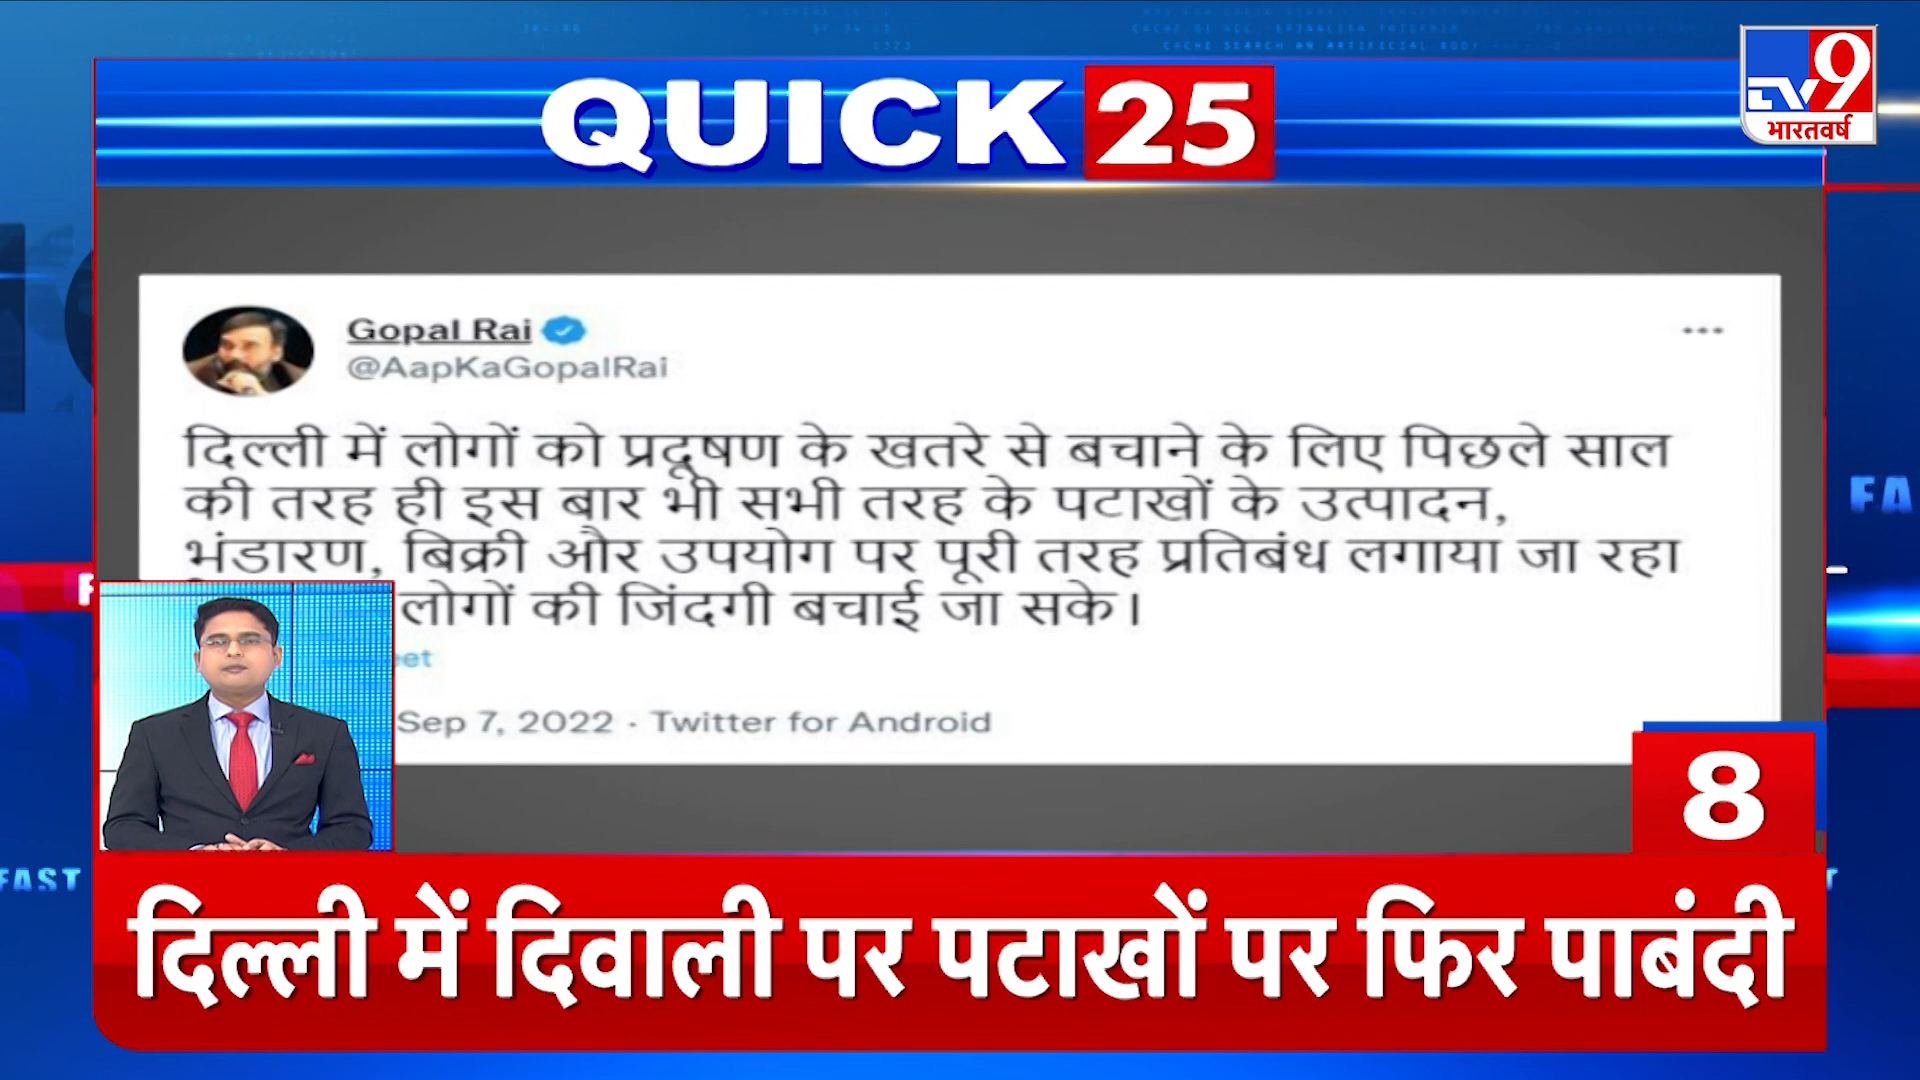 QUICK 25
TV9
भारतवर्ष
Gopal Rai
@AapKaGopalRai
दिल्ली में लोगों को प्रदूषण के खतरे से बचाने के लिए पिछले साल
की तरह ही इस बार भी सभी तरह के पटाखों के उत्पादन,
भंडारण, बिक्री और उपयोग पर पूरी तरह प्रतिबंध लगाया जा रहा
लोगों की जिंदगी बचाई जा सके।
Sep 7, 2022 · Twitter for Android
8
दिल्ली में दिवाली पर पटाखों पर फिर पाबंदी
FAST